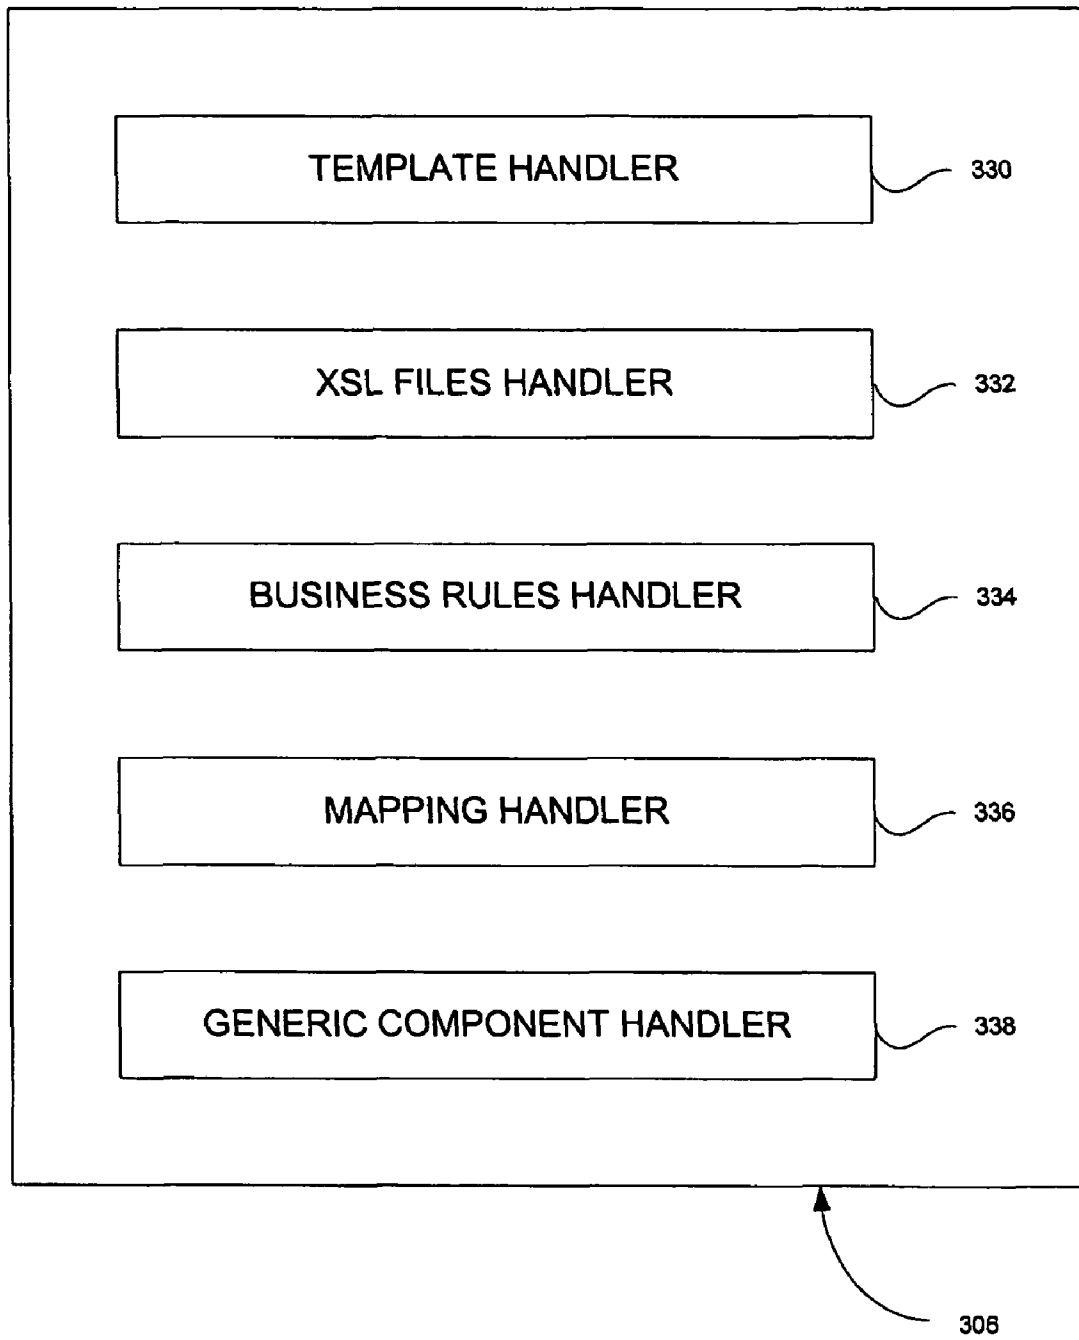 TEMPLATE HANDLER
330
XSL FILES HANDLER
332
BUSINESS RULES HANDLER
334
MAPPING HANDLER
336
GENERIC COMPONENT HANDLER
338
306